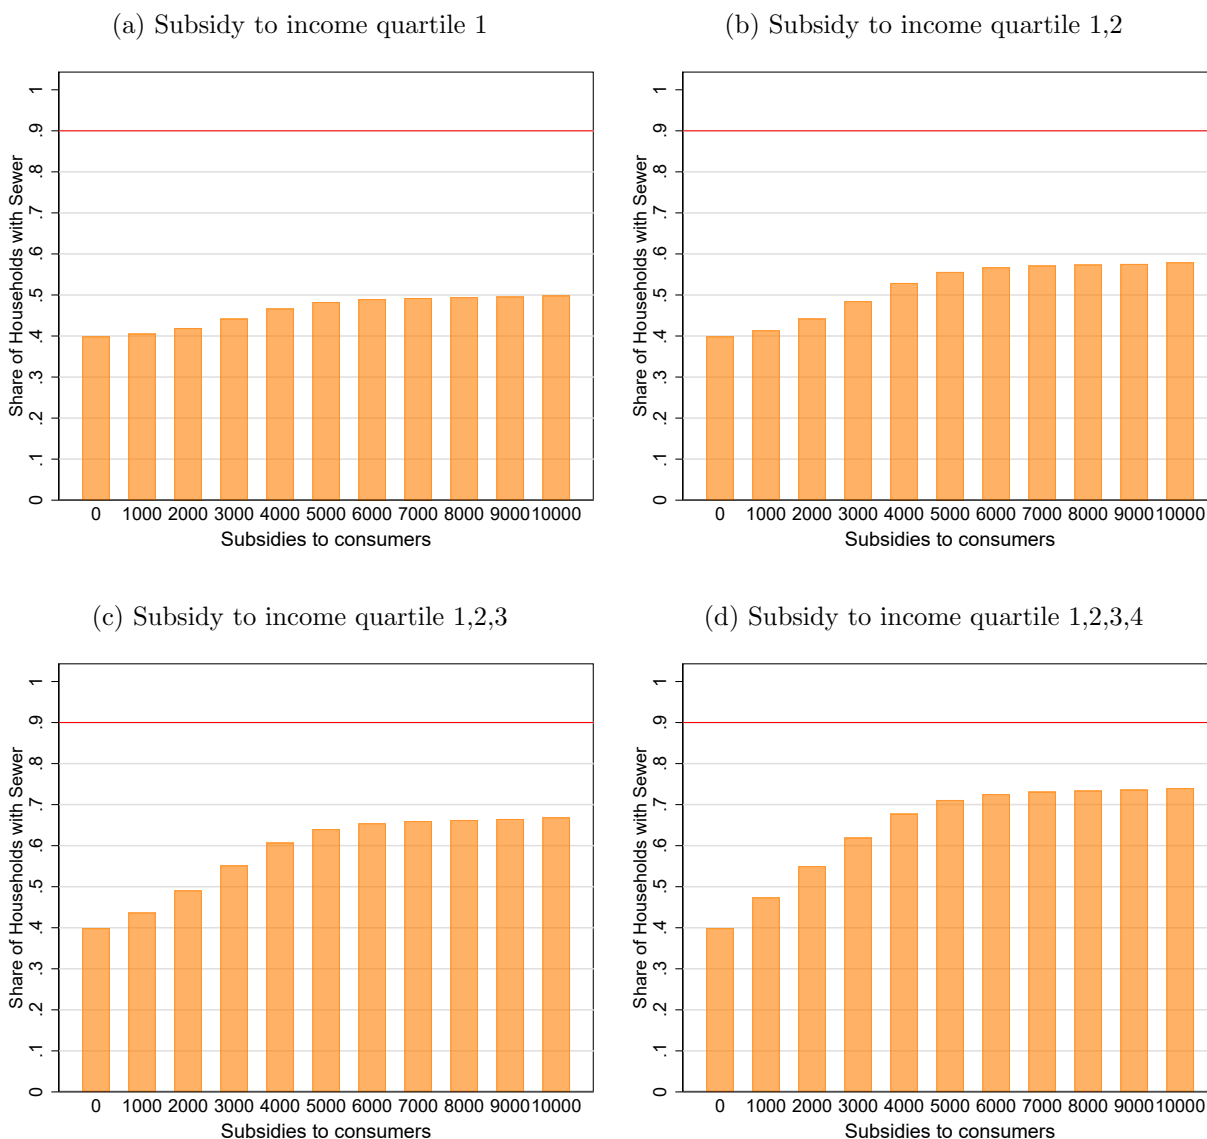 (a) Subsidy to income quartile 1
Share of Households with Sewer
1
.9
.8
.7
.6
.5
.4
.3
.2
.1
0
0 1000 2000 3000 4000 5000 6000 7000 8000 9000 10000
Subsidies to consumers
(b) Subsidy to income quartile 1,2
Share of Households with Sewer
1
.9
.8
.7
.6
.5
.4
.3
.2
.1
0
0 1000 2000 3000 4000 5000 6000 7000 8000 9000 10000
Subsidies to consumers
(c) Subsidy to income quartile 1,2,3
Share of Households with Sewer
1
.9
.8
.7
.6
.5
.4
.3
.2
.1
0
0 1000 2000 3000 4000 5000 6000 7000 8000 9000 10000
Subsidies to consumers
(d) Subsidy to income quartile 1,2,3,4
Share of Households with Sewer
1
.9
.8
.7
.6
.5
.4
.3
.2
.1
0
0 1000 2000 3000 4000 5000 6000 7000 8000 9000 10000
Subsidies to consumers